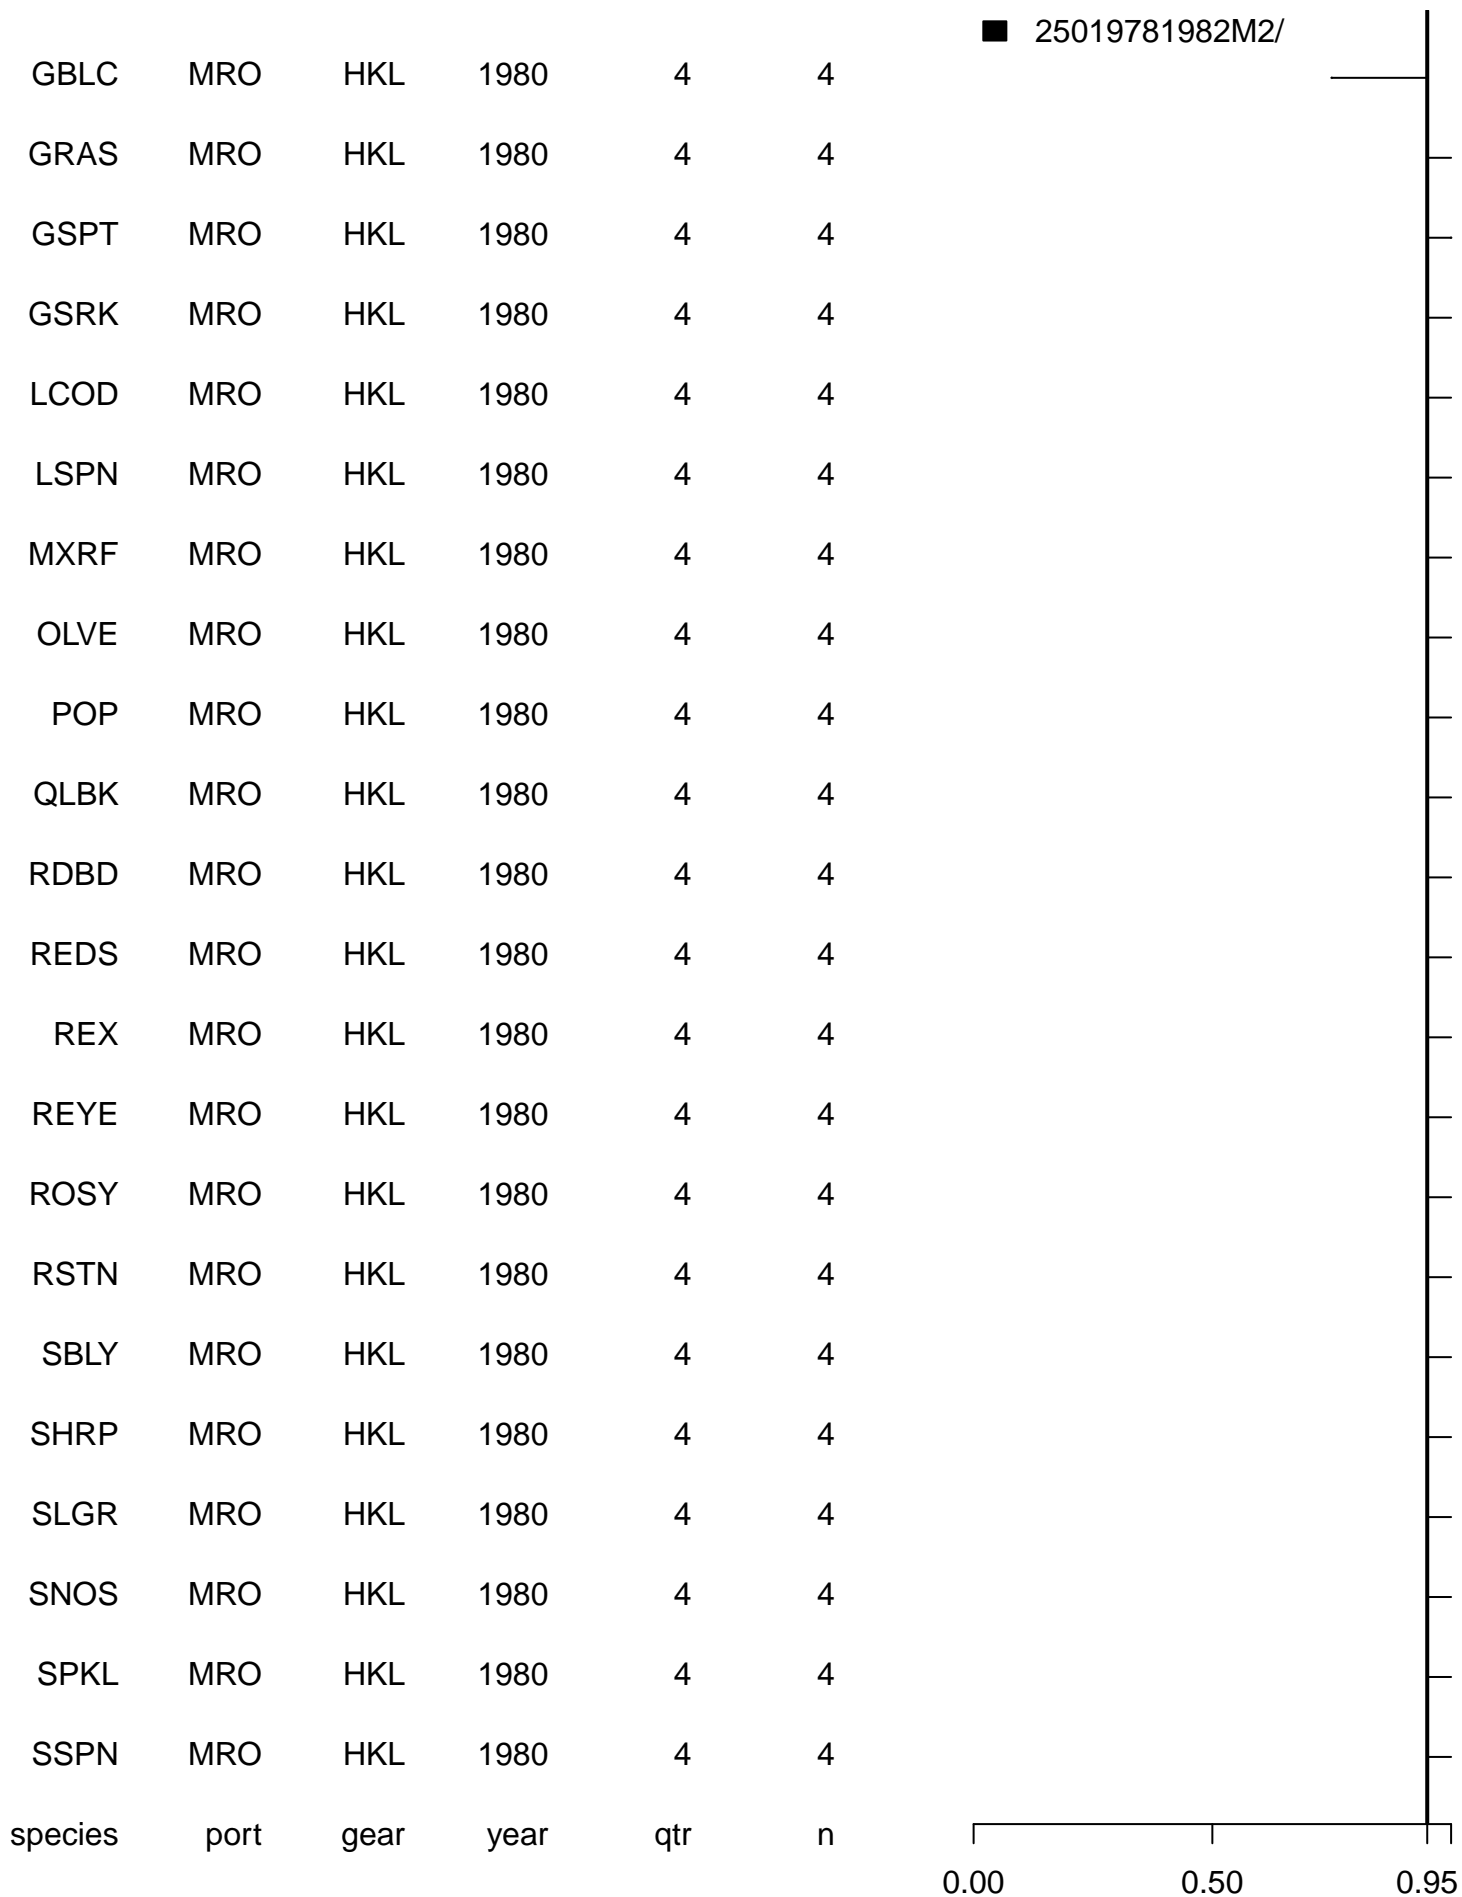 25019781982M2/
GBLC MRO HKL 1980 4 4
GRAS MRO HKL 1980 4 4
GSPT MRO HKL 1980 4 4
GSRK MRO HKL 1980 4 4
LCOD MRO HKL 1980 4 4
LSPN MRO HKL 1980 4 4
MXRF MRO HKL 1980 4 4
OLVE MRO HKL 1980 4 4
POP MRO HKL 1980 4 4
QLBK MRO HKL 1980 4 4
RDBD MRO HKL 1980 4 4
REDS MRO HKL 1980 4 4
REX MRO HKL 1980 4 4
REYE MRO HKL 1980 4 4
ROSY MRO HKL 1980 4 4
RSTN MRO HKL 1980 4 4
SBLY MRO HKL 1980 4 4
SHRP MRO HKL 1980 4 4
SLGR MRO HKL 1980 4 4
SNOS MRO HKL 1980 4 4
SPKL MRO HKL 1980 4 4
SSPN MRO HKL 1980 4 4
species port gear year qtr n
0.00 0.50 0.95